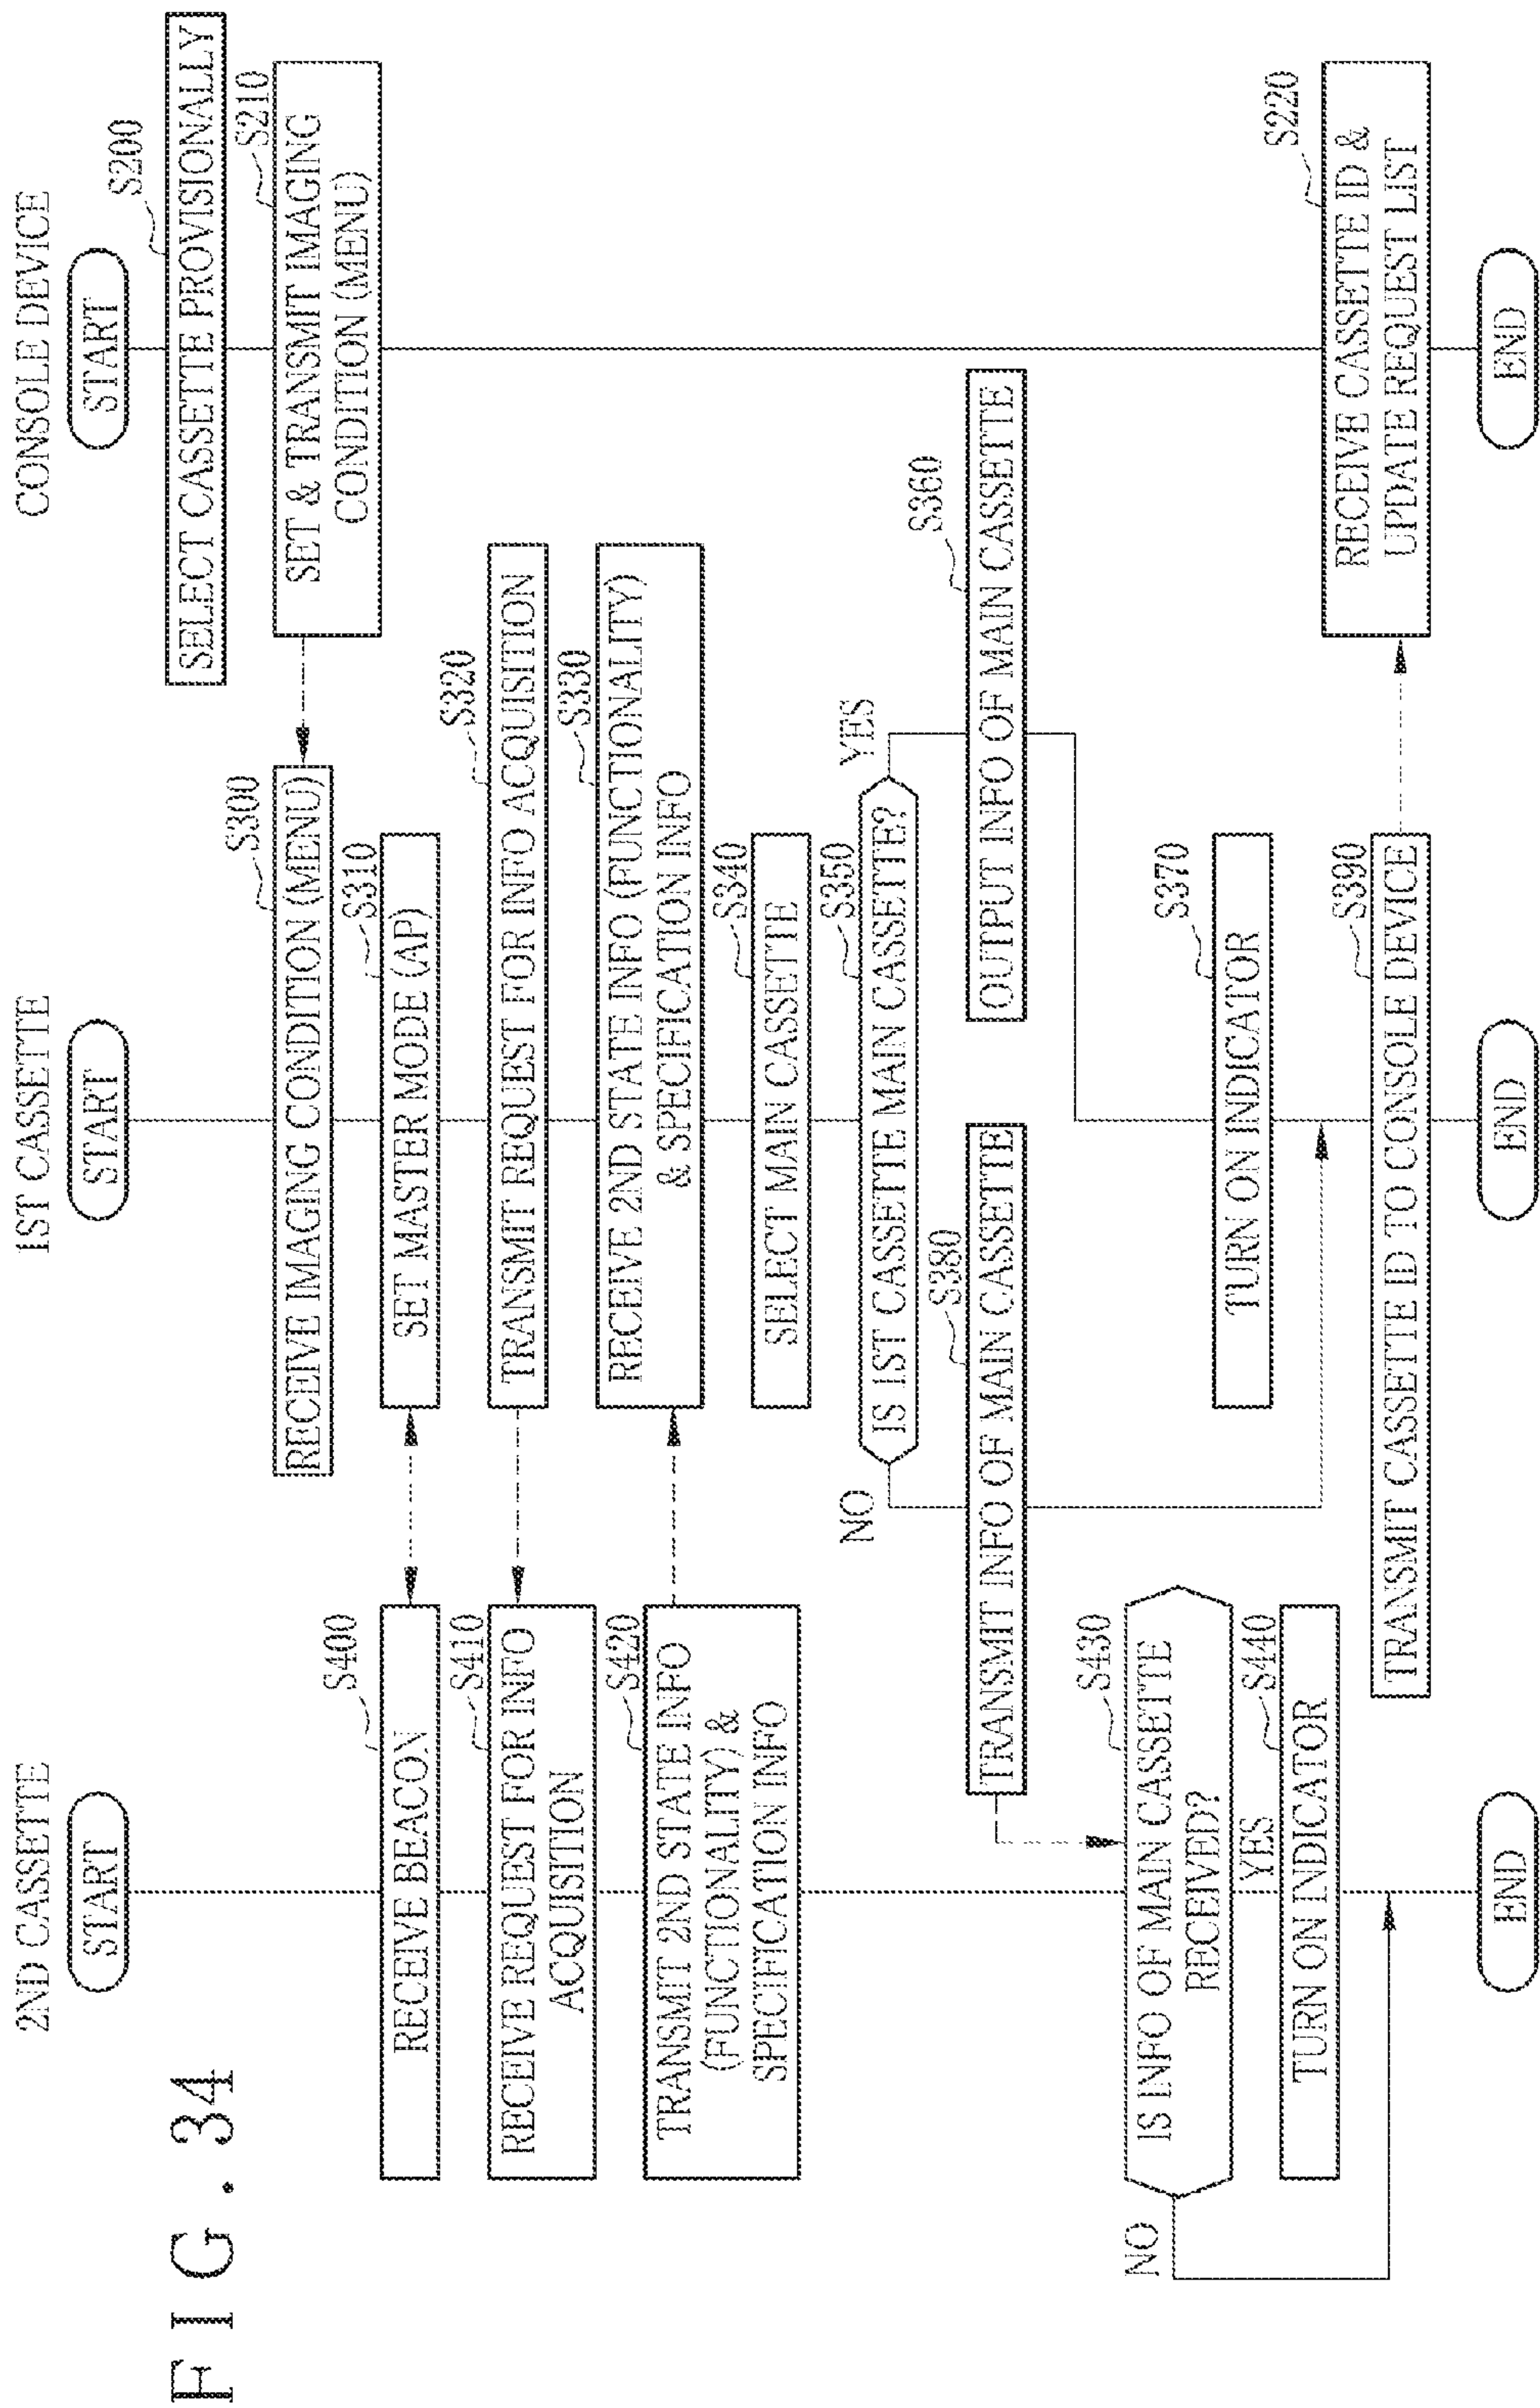 FIG. 34
2ND CASSETTE
START
S400
RECEIVE BEACON
S410
RECEIVE REQUEST FOR INFO
ACQUISITION
S420
TRANSMIT 2ND STATE INFO
(FUNCTIONALITY) &
SPECIFICATION INFO
S430
IS INFO OF MAIN CASSETTE
RECEIVED?
NO
YES
S440
TURN ON INDICATOR
END
1ST CASSETTE
START
S300
RECEIVE IMAGING CONDITION (MENU)
S310
SET MASTER MODE (AP)
S320
TRANSMIT REQUEST FOR INFO ACQUISITION
S330
RECEIVE 2ND STATE INFO (FUNCTIONALITY)
& SPECIFICATION INFO
S340
SELECT MAIN CASSETTE
S350
IS 1ST CASSETTE MAIN CASSETTE?
NO
YES
S380
TRANSMIT INFO OF MAIN CASSETTE
S360
OUTPUT INFO OF MAIN CASSETTE
S370
TURN ON INDICATOR
S390
TRANSMIT CASSETTE ID TO CONSOLE DEVICE
END
CONSOLE DEVICE
START
S200
SELECT CASSETTE PROVISIONALLY
S210
SET & TRANSMIT IMAGING
CONDITION (MENU)
S220
RECEIVE CASSETTE ID &
UPDATE REQUEST LIST
END